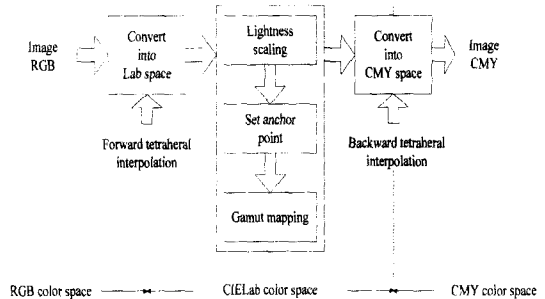 Image
RGB
Convert
into
Lab space
Lightness
scaling
Convert
into
CMY space
Image
CMY
Set anchor
point
Forward tetraheral
interpolation
Backward tetraheral
interpolation
Gamut mapping
RGB color space
CIELab color space
CMY color space